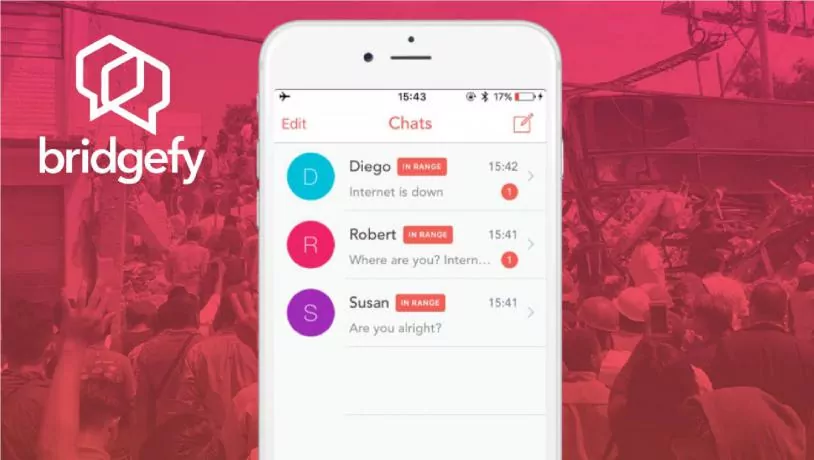 bridgefy
15:43
17%
Edit
Chats
D
Diego
IN RANGE
15:42
Internet is down
1
R
Robert
IN RANGE
15:41
Where are you? Intern...
1
S
Susan
IN RANGE
15:41
Are you alright?